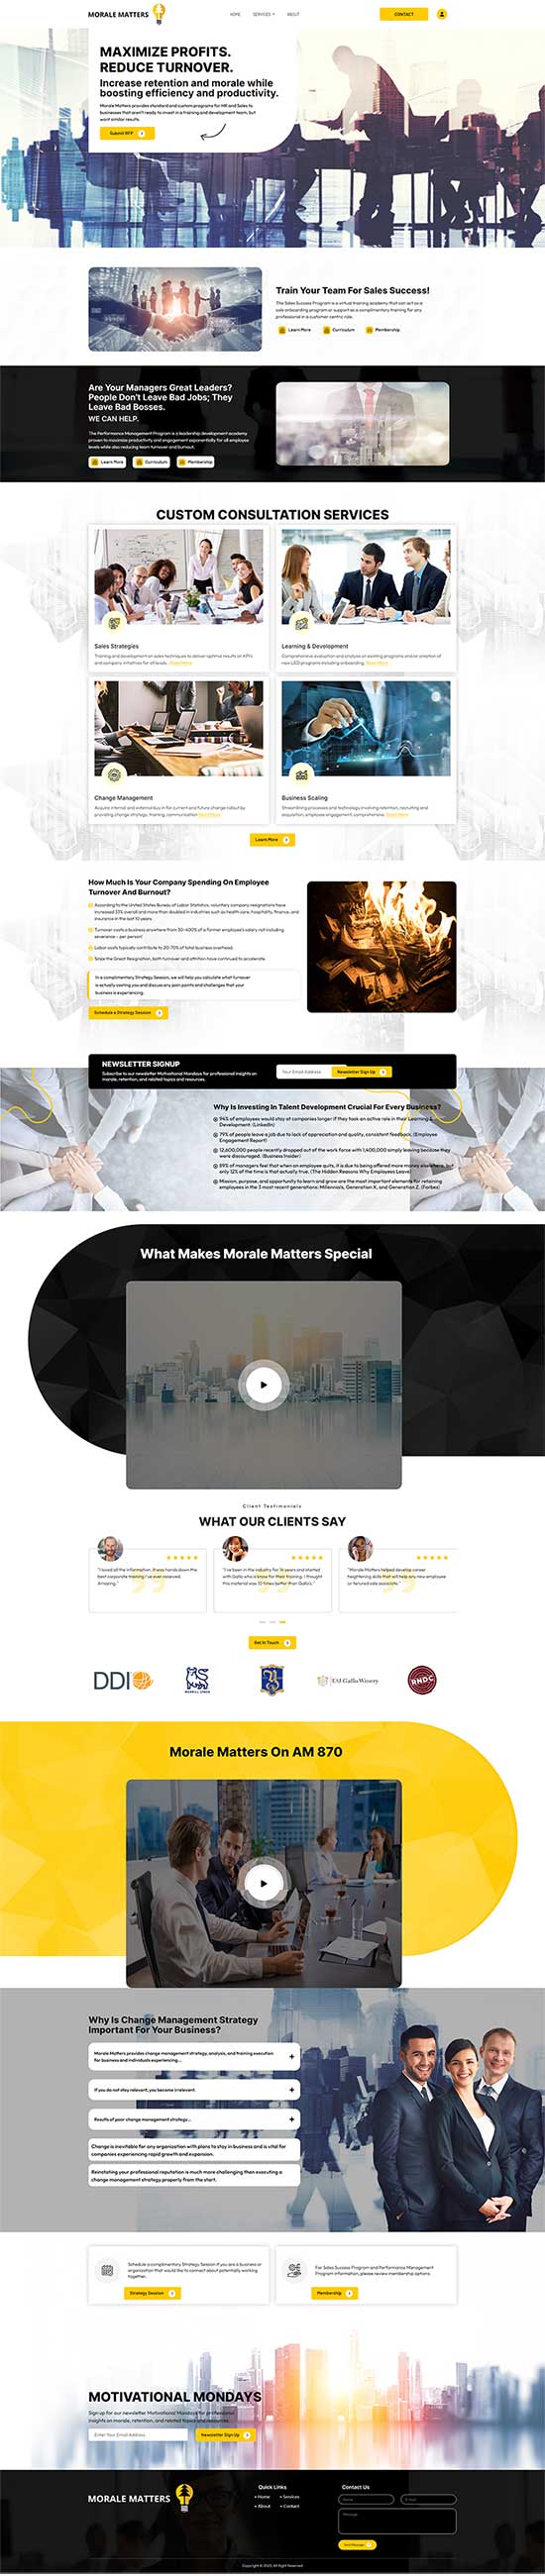 MORALE MATTERS
HOME
SERVICES
ABOUT
CONTACT
MAXIMIZE PROFITS.
REDUCE TURNOVER.
Increase retention and morale while
boosting efficiency and productivity.
Morale Matters provides standard and custom programs for HR and Sales to
businesses that aren't ready to invest in a training and development team, but
want similar results.
Submit RFP
Train Your Team For Sales Success!
The Sales Success Program is a virtual training academy that can act as a
sole onboarding program or support as a complimentary training for any
professional in a customer centric role.
Learn More
Curriculum
Membership
Are Your Managers Great Leaders?
People Don't Leave Bad Jobs; They
Leave Bad Bosses.
WE CAN HELP.
The Performance Management Program is a leadership development academy
proven to maximize productivity and engagement exponentially for all employee
levels while also reducing team turnover and burnout.
Learn More
Curriculum
Membership
CUSTOM CONSULTATION SERVICES
Sales Strategies
Training and development on sales techniques to deliver optimal results on KPI's
and company initiatives for all levels. Read More
Learning & Development
Comprehensive evaluation and analysis on existing programs and/or creation of
new L&D programs including onboarding. Read More
Change Management
Acquire internal and external buy-in for current and future change rollout by
providing change strategy, training, communication Read More
Business Scaling
Streamlining processes and technology involving retention, recruiting and
acquisition, employee engagement, comprehensive Read More
Learn More
How Much Is Your Company Spending On Employee
Turnover And Burnout?
According to the United States Bureau of Labor Statistics, voluntary company resignations have
increased 33% overall and more than doubled in industries such as health care, hospitality, finance, and
insurance in the last 10 years.
Turnover costs a business anywhere from 30-400% of a former employee's salary not including
severance - per individual!
Labor costs typically contribute to 20-70% of total business overhead.
Since the Great Resignation, both turnover and attrition have continued to accelerate.
In a complimentary Strategy Session, we will help you calculate what turnover
is actually costing you and discuss any pain points and challenges that your
business is experiencing.
Schedule a Strategy Session
NEWSLETTER SIGNUP
Subscribe to our newsletter Motivational Mondays for professional insights on
morale, retention, and related topics and resources.
Your Email Address
Newsletter Sign Up
Why Is Investing In Talent Development Crucial For Every Business?
94% of employees would stay at companies longer if they took an active role in their Learning &
Development. (LinkedIn)
79% of people leave a job due to lack of appreciation and quality, consistent feedback. (Employee
Engagement Report)
12,600,000 people recently dropped out of the work force with 1,400,000 simply leaving because they
were discouraged. (Business Insider)
89% of managers feel that when an employee quits, it is due to being offered more money elsewhere, but
only 12% of the time is that actually true. (The Hidden Reasons Why Employees Leave)
Mission, purpose, and opportunity to learn and grow are the most important elements for retaining
employees in the 3 most recent generations: Millennials, Generation X, and Generation Z. (Forbes)
What Makes Morale Matters Special
Client Testimonials
WHAT OUR CLIENTS SAY
"I loved all the information. It was hands down the
best corporate training I've ever received.
Amazing."
"I've been in the industry for 14 years and started
with Gallo who is know for their training. I thought
this material was 10 times better than Gallo's."
"Morale Matters helped develop career
heightening skills that will help any new employee
or tenured sale associate."
Get In Touch
DDI
MERRILL LYNCH
E&J Gallo Winery
RNDC
Morale Matters On AM 870
Why Is Change Management Strategy
Important For Your Business?
Morale Matters provides change management strategy, analysis, and training execution
for business and individuals experiencing...
If you do not stay relevant, you become irrelevant.
Results of poor change management strategy...
Change is inevitable for any organization with plans to stay in business and is vital for
companies experiencing rapid growth and expansion.
Reinstating your professional reputation is much more challenging than executing a
change management strategy properly from the start.
Schedule a complimentary Strategy Session if you are a business or
organization that would like to connect about potentially working
together.
Strategy Session
For Sales Success Program and Performance Management
Program information, please review membership options.
Membership
MOTIVATIONAL MONDAYS
Sign up for our newsletter Motivational Mondays for professional
insights on morale, retention, and related topics and resources
Enter Your Email Address
Newsletter Sign Up
MORALE MATTERS
Quick Links
Home
Services
About
Contact
Contact Us
Name
E-mail
Message
Send Message
Copyright © 2023, All Right Reserved